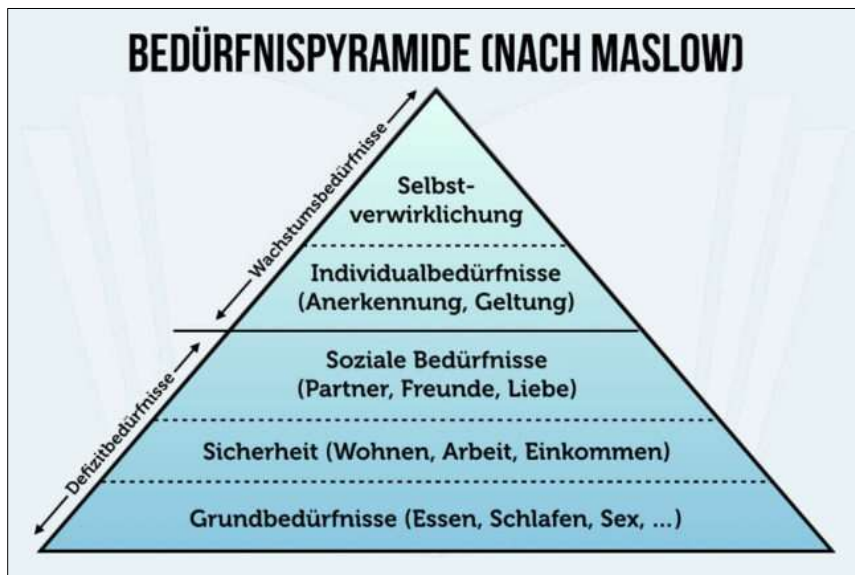 BEDÜRFNISPYRAMIDE (NACH MASLOW)
Wachstumsbedürfnisse
Selbst-
verwirklichung
Individualbedürfnisse
(Anerkennung, Geltung)
Defizitbedürfnisse
Soziale Bedürfnisse
(Partner, Freunde, Liebe)
Sicherheit (Wohnen, Arbeit, Einkommen)
Grundbedürfnisse (Essen, Schlafen, Sex, ...)